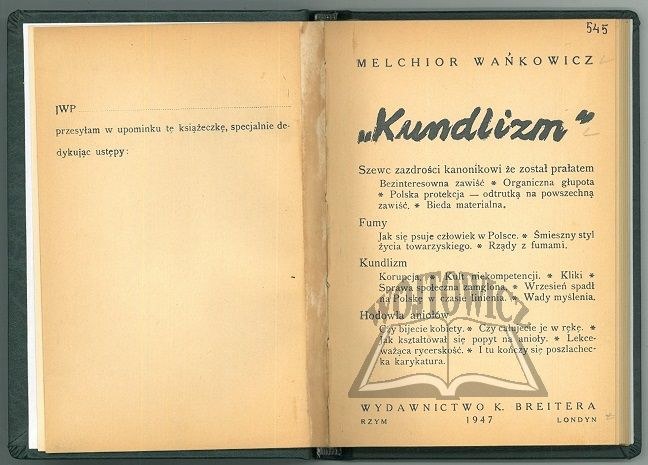 JWP
przesyłam w upominku tę książeczkę, specjalnie de-
dykując ustępy:
545
MELCHIOR WAŃKOWICZ
„Kundlizm”
Szewc zazdrości kanonikowi że został prałatem
Bezinteresowna zawiść * Organiczna głupota
* Polska protekcja — odtrutką na powszechną
zawiść. * Bieda materialna.
Fumy
Jak się psuje człowiek w Polsce. * Śmieszny styl
życia towarzyskiego. * Rządy z fumami.
Kundlizm
Korupcja. * Kult niekompetencji. * Kliki *
Sprawa społeczna zamglona. * Wrzesień spadł
na Polskę w czasie linienia. * Wady myślenia.
Hodowla aniołów
Czy bijecie kobiety. * Czy całujecie je w rękę. *
Jak kształtował się popyt na anioły. * Lekce-
ważąca rycerskość. * I tu kończy się poszlachec-
ka karykatura.
WÓJTOWICZ
WYDAWNICTWO K. BREITERA
RZYM 1947 LONDYN